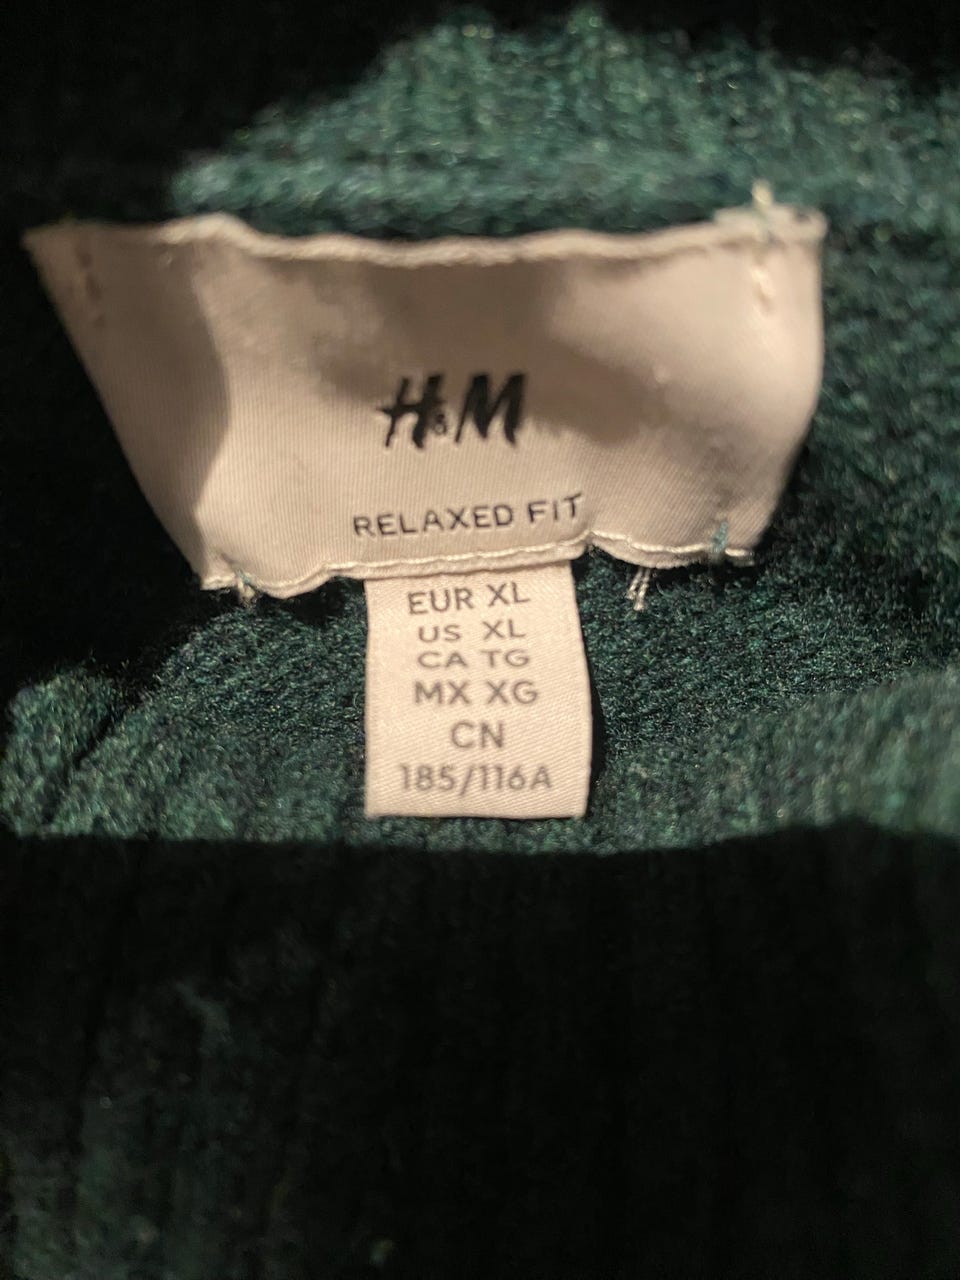 H&M
RELAXED FIT
EUR XL
US XL
CA TG
MX XG
CN
185/116A